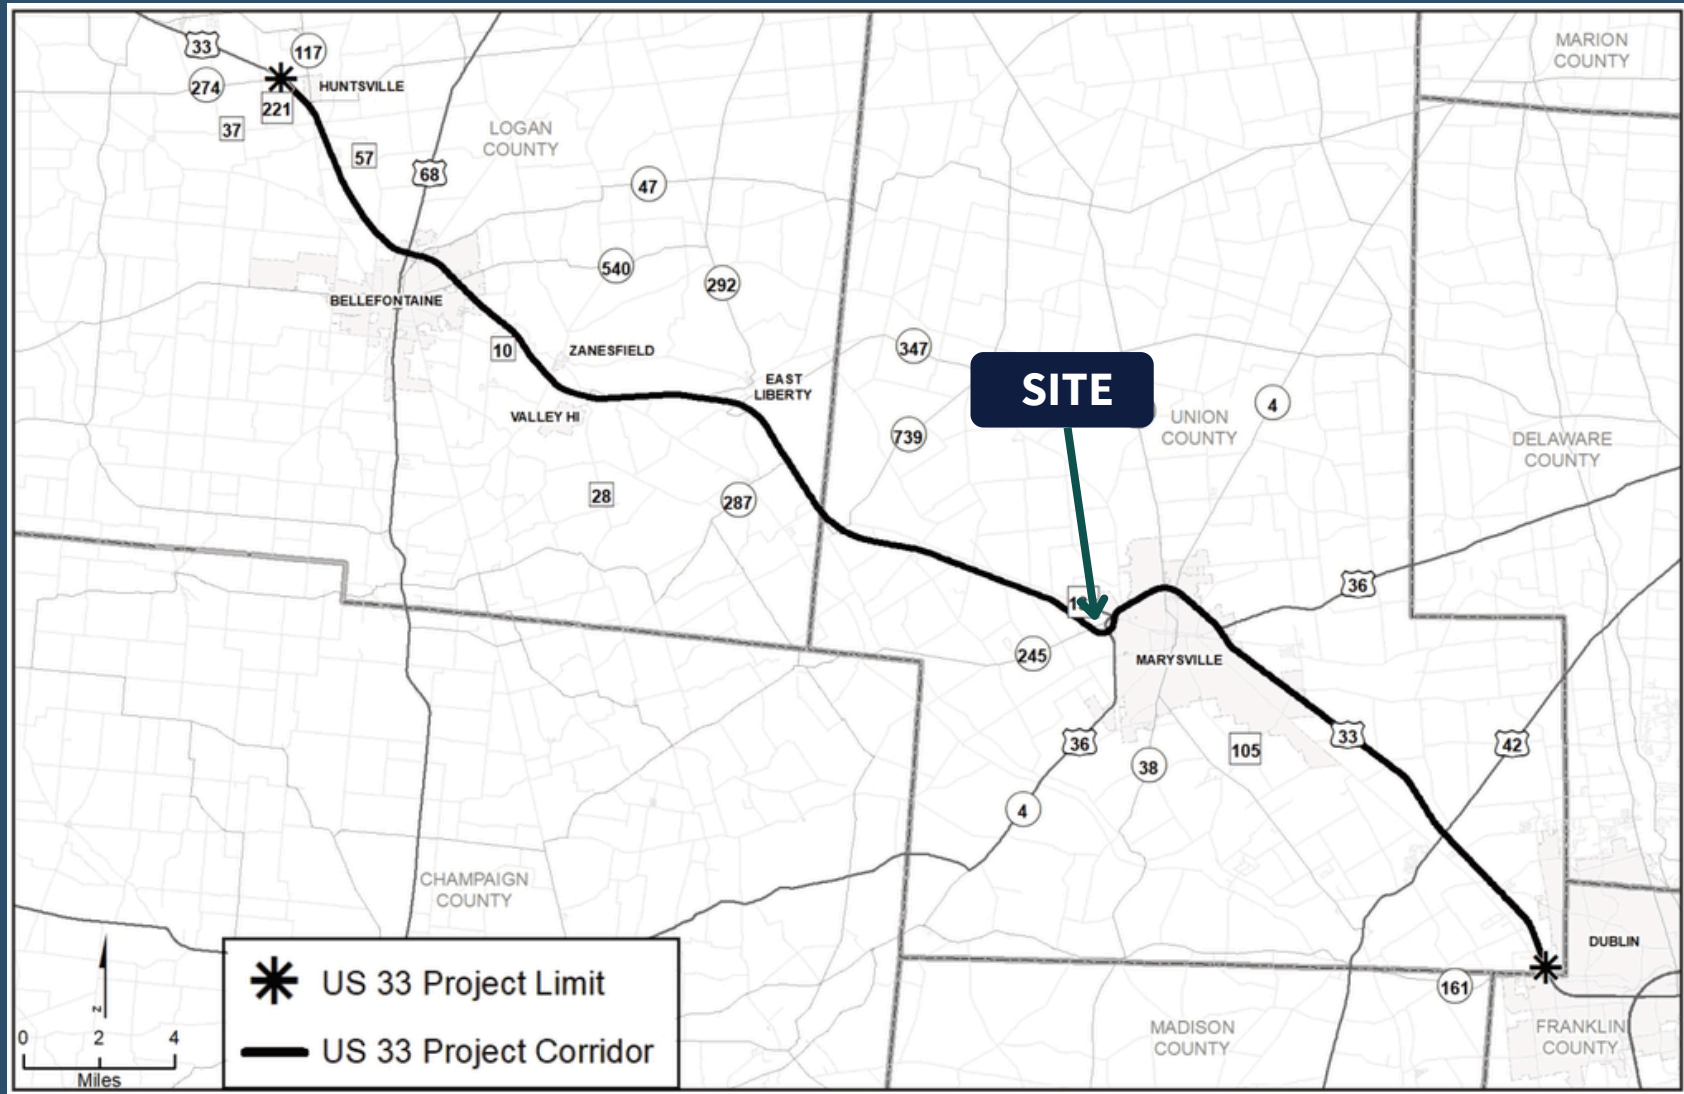 33
117
274
HUNTSVILLE
221
37
57
LOGAN
COUNTY
68
47
540
292
BELLEFONTAINE
10
ZANESFIELD
EAST
LIBERTY
VALLEY HI
28
287
347
739
SITE
UNION
COUNTY
4
MARION
COUNTY
DELAWARE
COUNTY
36
245
MARYSVILLE
36
38
105
33
42
4
CHAMPAIGN
COUNTY
DUBLIN
161
MADISON
COUNTY
FRANKLIN
COUNTY
N
0 2 4
Miles
US 33 Project Limit
US 33 Project Corridor